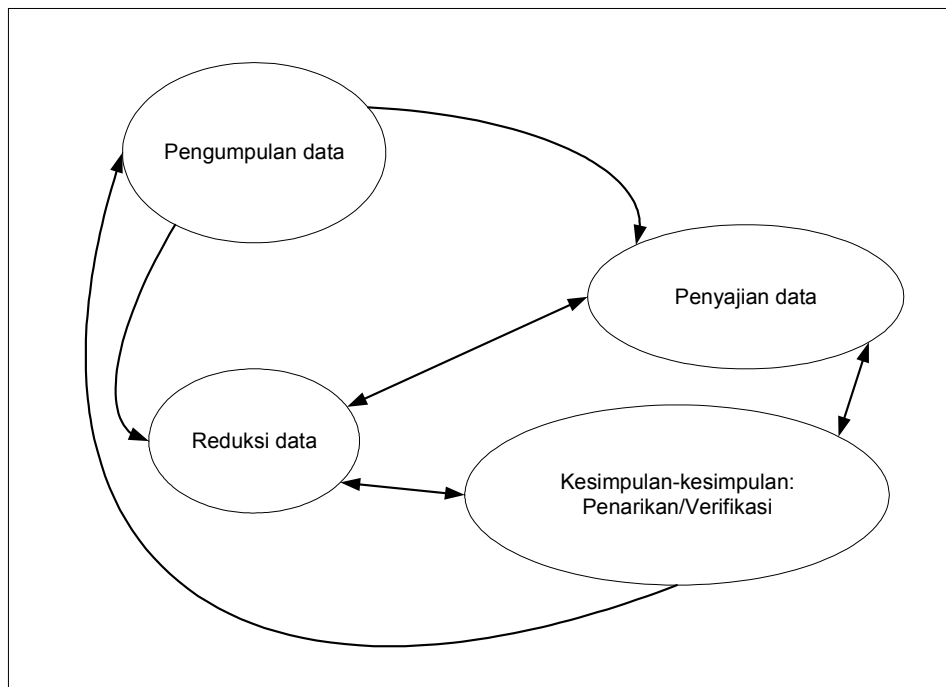 Pengumpulan data
Penyajian data
Reduksi data
Kesimpulan-kesimpulan:
Penarikan/Verifikasi